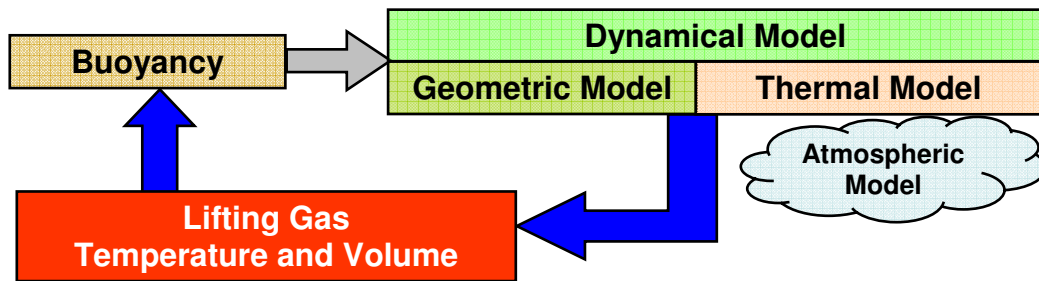 Dynamical Model
Buoyancy
Geometric Model
Thermal Model
Atmospheric
Model
Lifting Gas
Temperature and Volume